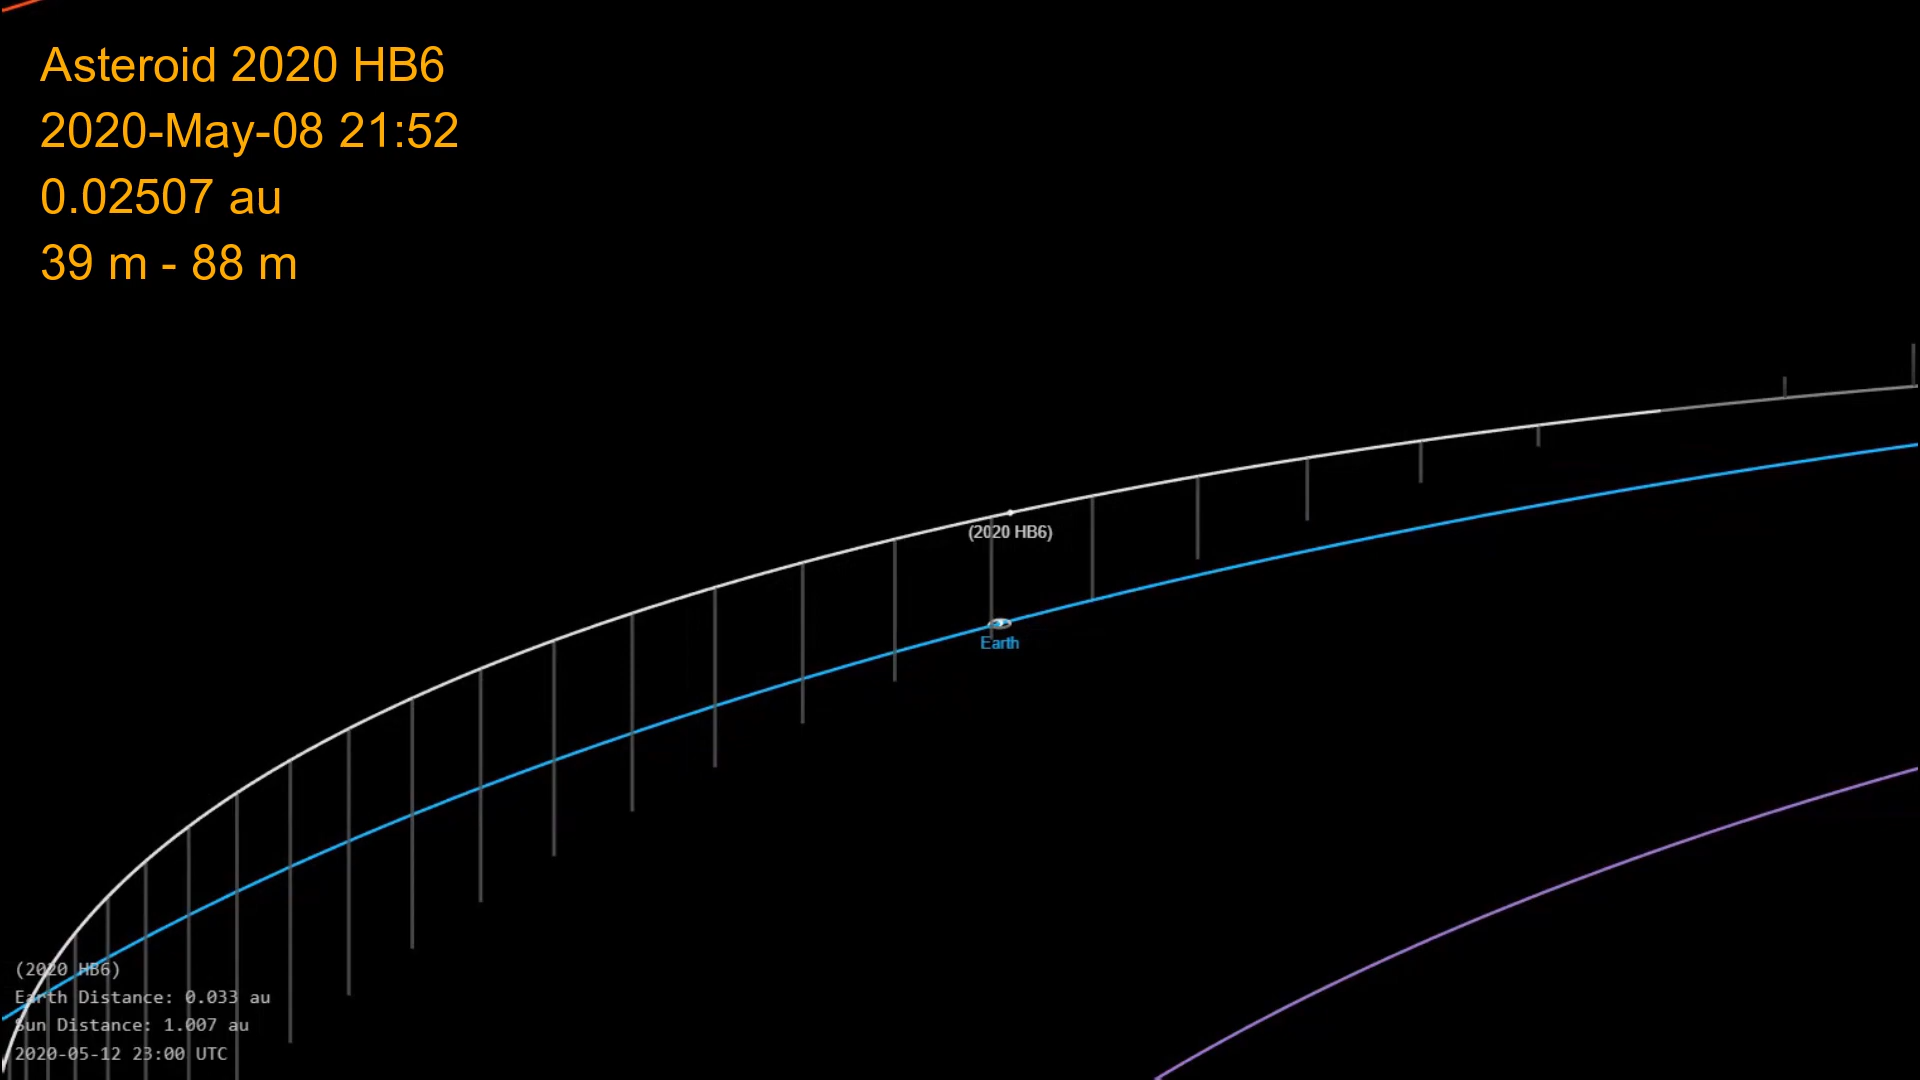 Asteroid 2020 HB6
2020-May-08 21:52
0.02507 au
39 m - 88 m
(2020 HB6)
Earth
(2020 HB6)
Earth Distance: 0.033 au
Sun Distance: 1.007 au
2020-05-12 23:00 UTC